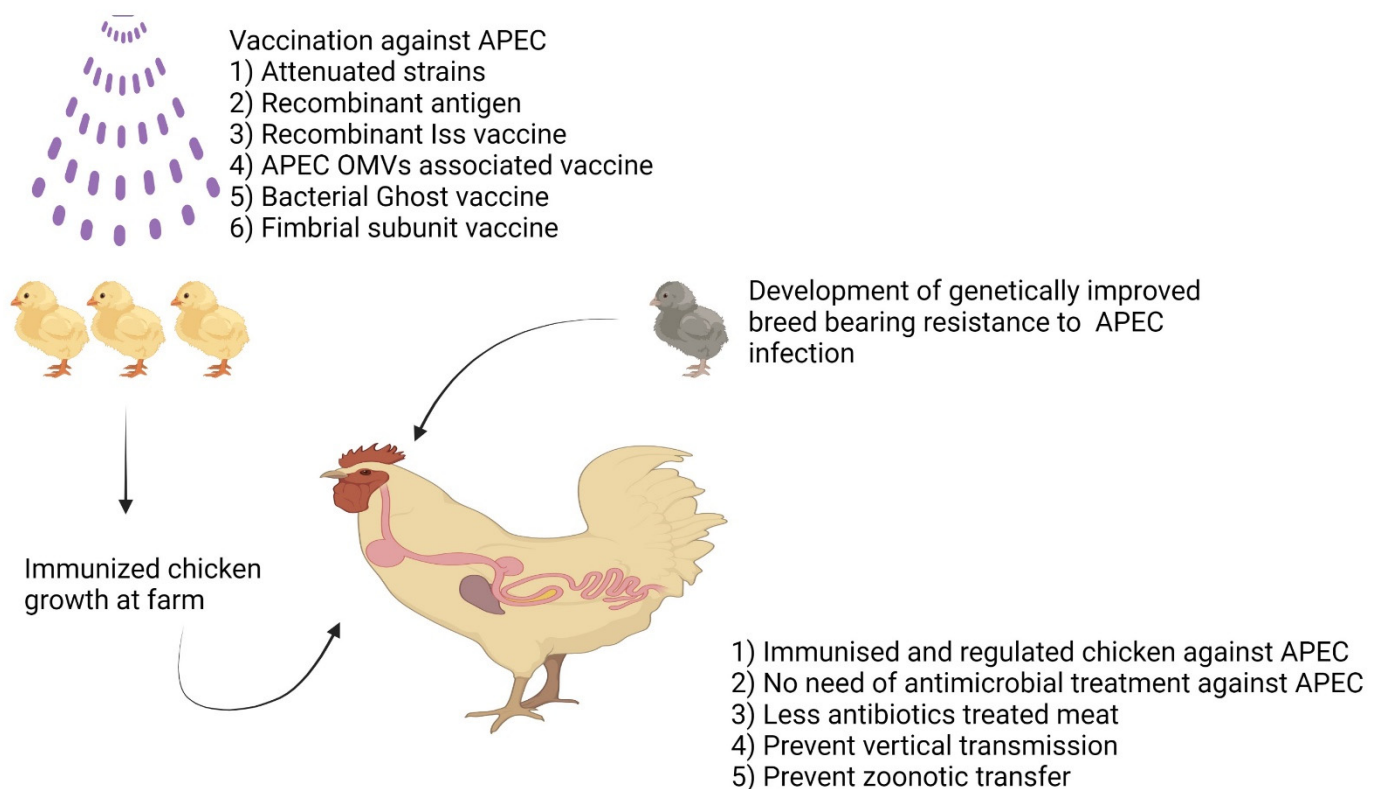 Vaccination against APEC
1) Attenuated strains
2) Recombinant antigen
3) Recombinant Iss vaccine
4) APEC OMVs associated vaccine
5) Bacterial Ghost vaccine
6) Fimbrial subunit vaccine
Development of genetically improved
breed bearing resistance to APEC
infection
Immunized chicken
growth at farm
1) Immunised and regulated chicken against APEC
2) No need of antimicrobial treatment against APEC
3) Less antibiotics treated meat
4) Prevent vertical transmission
5) Prevent zoonotic transfer